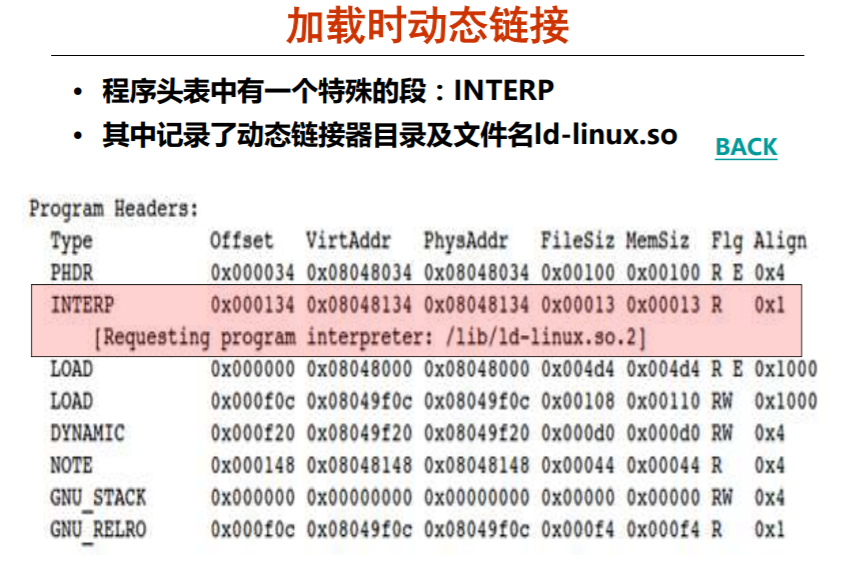 加载时动态链接
• 程序头表中有一个特殊的段：INTERP
• 其中记录了动态链接器目录及文件名ld-linux.so
BACK
Program Headers:
Type Offset VirtAddr PhysAddr FileSiz MemSiz Flg Align
PHDR 0x000034 0x08048034 0x08048034 0x00100 0x00100 R E 0x4
INTERP 0x000134 0x08048134 0x08048134 0x00013 0x00013 R 0x1
[Requesting program interpreter: /lib/ld-linux.so.2]
LOAD 0x000000 0x08048000 0x08048000 0x004d4 0x004d4 R E 0x1000
LOAD 0x000f0c 0x08049f0c 0x08049f0c 0x00108 0x00110 RW 0x1000
DYNAMIC 0x000f20 0x08049f20 0x08049f20 0x000d0 0x000d0 RW 0x4
NOTE 0x000148 0x08048148 0x08048148 0x00044 0x00044 R 0x4
GNU_STACK 0x000000 0x00000000 0x00000000 0x00000 0x00000 RW 0x4
GNU_RELRO 0x000f0c 0x08049f0c 0x08049f0c 0x000f4 0x000f4 R 0x1